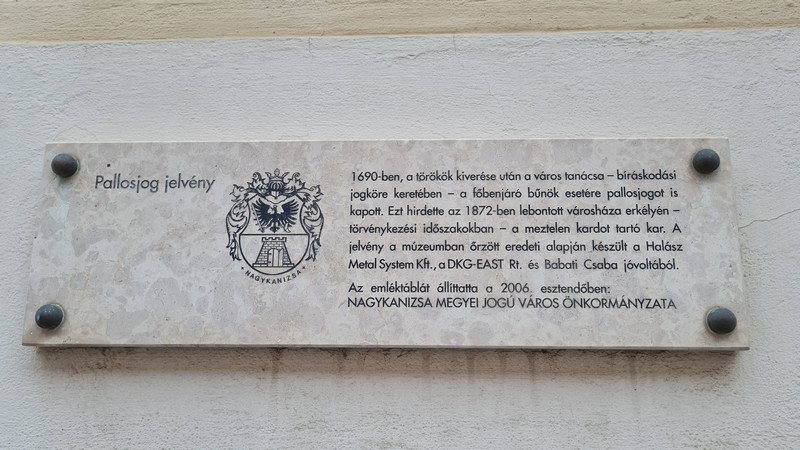 Pallosjog jelvény
• NAGYKANIZSA •
1690-ben, a törökök kiverése után a város tanácsa – bíráskodási
jogköre keretében – a főbenjáró bűnök esetére pallosjogot is
kapott. Ezt hirdette az 1872-ben lebontott városháza erkélyén –
törvénykezési időszakokban – a meztelen kardot tartó kar. A
jelvény a múzeumban őrzött eredeti alapján készült a Halász
Metal System Kft., a DKG-EAST Rt. és Babati Csaba jóvoltából.
Az emléktáblát állíttatta a 2006. esztendőben:
NAGYKANIZSA MEGYEI JOGÚ VÁROS ÖNKORMÁNYZATA